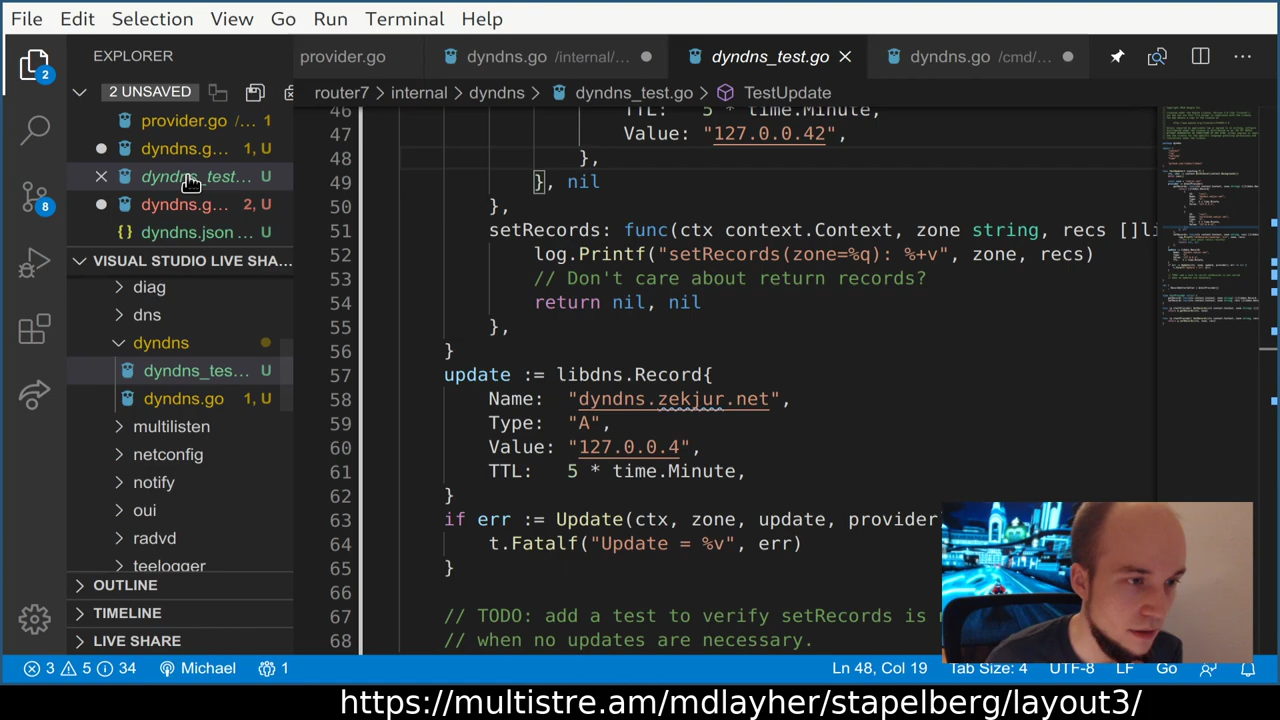 File Edit Selection View Go Run Terminal Help
2
8
EXPLORER
2 UNSAVED
provider.go /... 1
dyndns.g... 1, U
dyndns_test... U
dyndns.g... 2, U
{} dyndns.json ... U
VISUAL STUDIO LIVE SHA...
diag
dns
dyndns
dyndns_tes... U
dyndns.go 1, U
multilisten
netconfig
notify
oui
radvd
teelogger
OUTLINE
TIMELINE
LIVE SHARE
provider.go dyndns.go /internal/... dyndns_test.go dyndns.go /cmd/... ...
router7 > internal > dyndns > dyndns_test.go > TestUpdate
46 TTL: 5 * time.Minute,
47 Value: "127.0.0.42",
48 },
49 }, nil
50 },
51 setRecords: func(ctx context.Context, zone string, recs []li
52 log.Printf("setRecords(zone=%q): %+v", zone, recs)
53 // Don't care about return records?
54 return nil, nil
55 },
56 }
57 update := libdns.Record{
58 Name: "dyndns.zekjur.net",
59 Type: "A",
60 Value: "127.0.0.4",
61 TTL: 5 * time.Minute,
62 }
63 if err := Update(ctx, zone, update, provider
64 t.Fatalf("Update = %v", err)
65 }
66
67 // TODO: add a test to verify setRecords is
68 // when no updates are necessary.
3 5 34 Michael 1 Ln 48, Col 19 Tab Size: 4 UTF-8 LF Go
https://multistre.am/mdlayher/stapelberg/layout3/